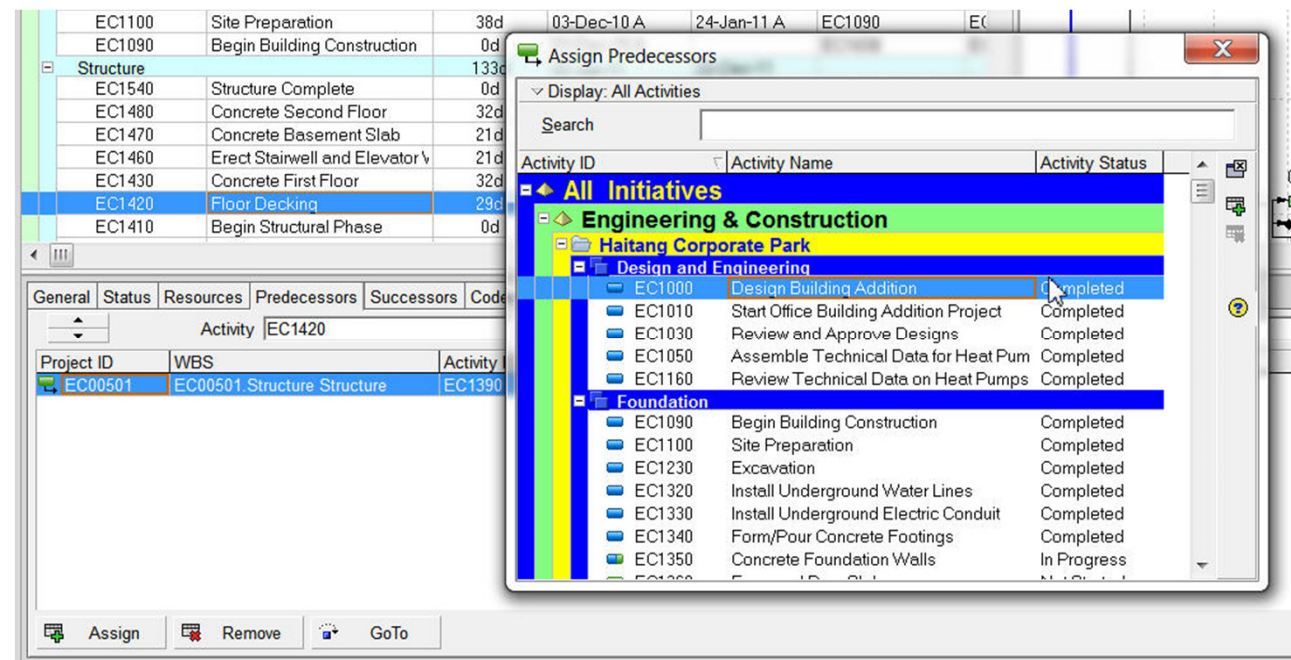 EC1100 Site Preparation 38d 03-Dec-10 A 24-Jan-11 A EC1090
EC1090 Begin Building Construction 0d
Structure 133d
EC1540 Structure Complete 0d
EC1480 Concrete Second Floor 32d
EC1470 Concrete Basement Slab 21d
EC1460 Erect Stairwell and Elevator 21d
EC1430 Concrete First Floor 32d
EC1420 Floor Decking 29d
EC1410 Begin Structural Phase 0d
General Status Resources Predecessors Successors Code
Activity EC1420
Project ID WBS Activity
EC00501 EC00501.Structure Structure EC1390
Assign Remove GoTo
Assign Predecessors
Display: All Activities
Search
Activity ID Activity Name Activity Status
All Initiatives
Engineering & Construction
Haitang Corporate Park
Design and Engineering
EC1000 Design Building Addition Completed
EC1010 Start Office Building Addition Project Completed
EC1030 Review and Approve Designs Completed
EC1050 Assemble Technical Data for Heat Pum Completed
EC1160 Review Technical Data on Heat Pumps Completed
Foundation
EC1090 Begin Building Construction Completed
EC1100 Site Preparation Completed
EC1230 Excavation Completed
EC1320 Install Underground Water Lines Completed
EC1330 Install Underground Electric Conduit Completed
EC1340 Form/Pour Concrete Footings Completed
EC1350 Concrete Foundation Walls In Progress